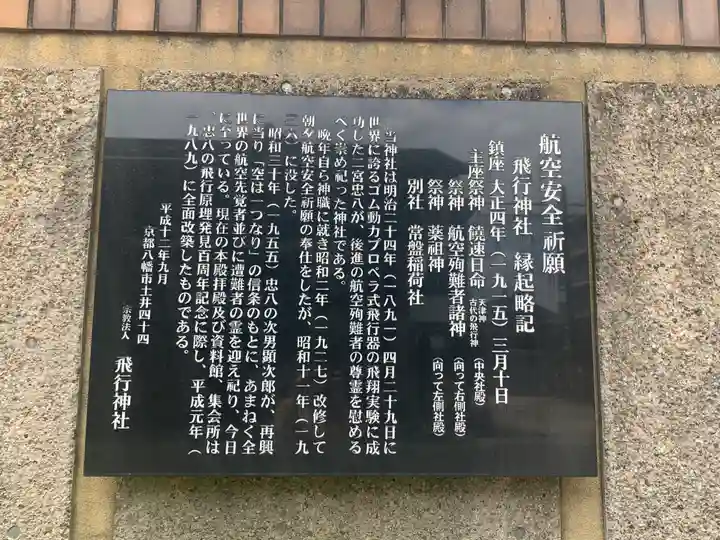 航空安全祈願
飛行神社 縁起略記
鎮座 大正四年(一九一五)三月十日
主座祭神 饒速日命 天津神 古代の飛行神 (中央社殿)
祭神 航空殉難者諸神 (向って右側社殿)
祭神 薬祖神 (向って左側社殿)
別社 常盤稲荷社
当神社は明治二十四年(一八九一)四月二十九日に
世界に誇るゴム動力プロペラ式飛行器の飛翔実験に成
功した二宮忠八が、後進の航空殉難者の尊霊を慰める
べく崇め祀った神社である。
晩年自ら神職に就き昭和二年(一九二七)改修して
朝夕航空安全祈願の奉仕をしたが、昭和十一年(一九
三六)に没した。
昭和三十年(一九五五)忠八の次男顕次郎が、再興
に当り「空は一つなり」の信条のもとに、あまねく全
世界の航空先覚者並びに遭難者の霊を迎え祀り、今日
に至っている。現在の本殿拝殿及び資料館、集会所は
、忠八の飛行原理発見百周年記念に際し、平成元年(
一九八九)に全面改築したものである。
平成十二年九月
京都八幡市土井四十四
宗教法人 飛行神社